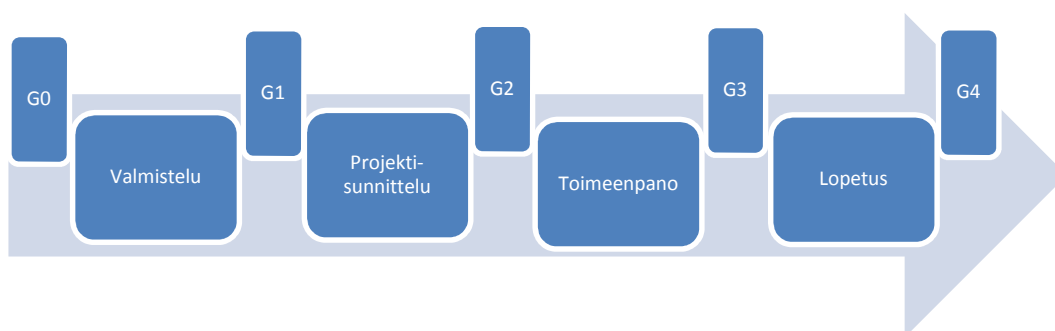 G0
Valmistelu
G1
Projekti-
sunnittelu
G2
Toimeenpano
G3
Lopetus
G4